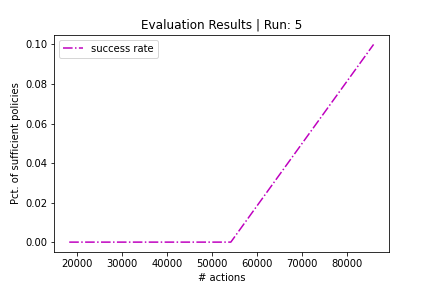 Evaluation Results | Run: 5
success rate
Pct. of sufficient policies
0.10
0.08
0.06
0.04
0.02
0.00
20000 30000 40000 50000 60000 70000 80000
# actions